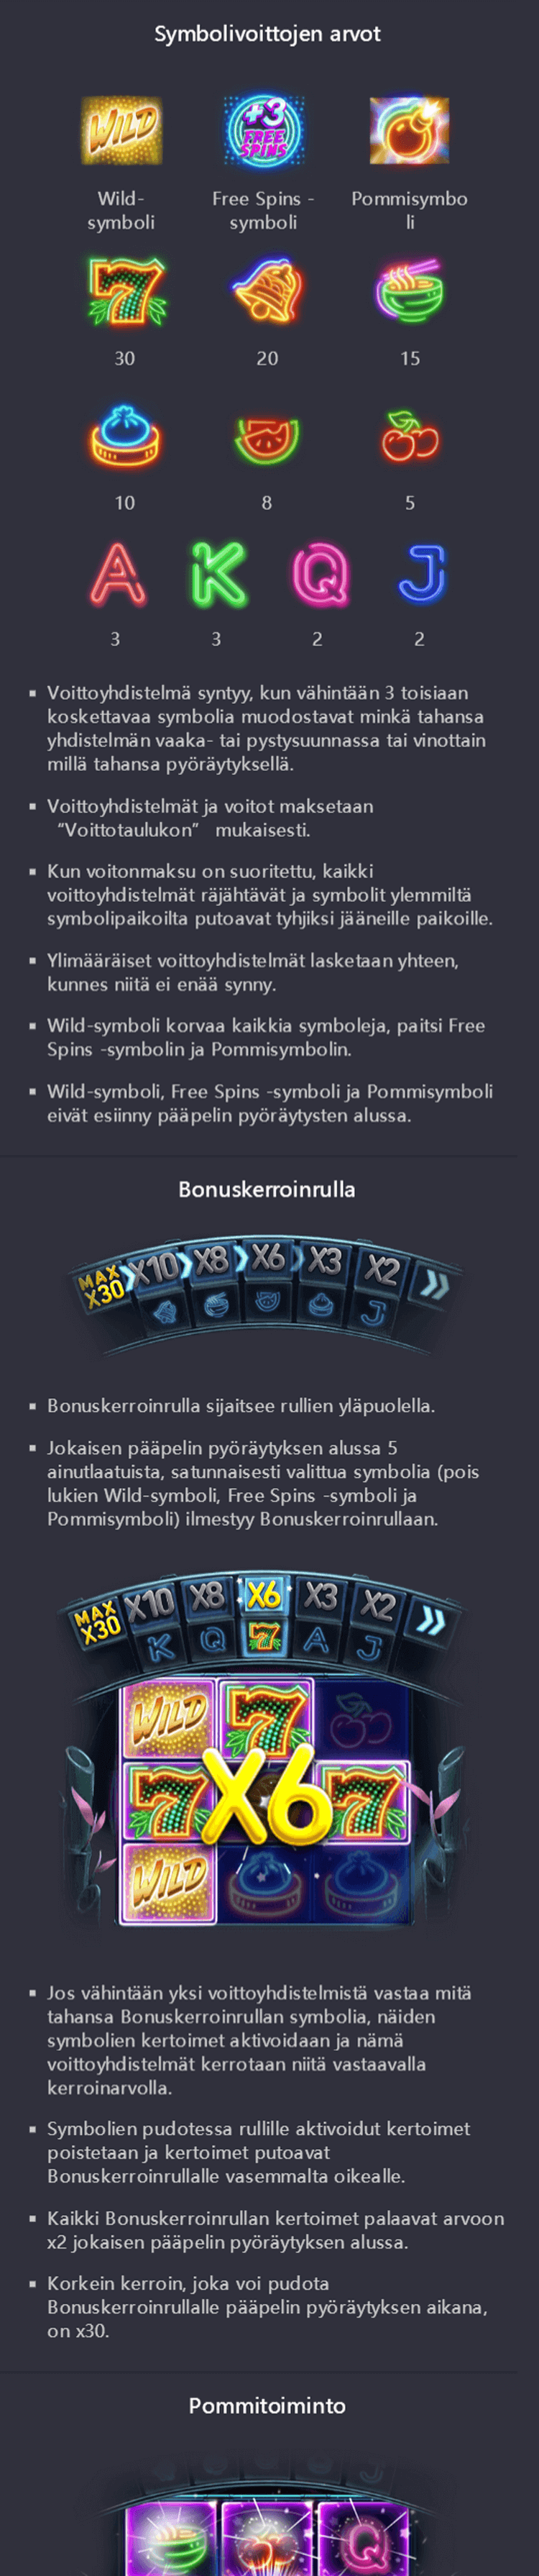 Symbolivoittojen arvot
WILD
+3
FREE
SPINS
Wild-
symboli
Free Spins -
symboli
Pommisymbo
li
7
30
20
15
10
8
5
A K Q J
3 3 2 2
▪ Voittoyhdistelmä syntyy, kun vähintään 3 toisiaan
koskettavaa symbolia muodostavat minkä tahansa
yhdistelmän vaaka- tai pystysuunnassa tai vinottain
millä tahansa pyöräytyksellä.
▪ Voittoyhdistelmät ja voitot maksetaan
“Voittotaulukon” mukaisesti.
▪ Kun voitonmaksu on suoritettu, kaikki
voittoyhdistelmät räjähtävät ja symbolit ylemmiltä
symbolipaikoilta putoavat tyhjiksi jääneille paikoille.
▪ Ylimääräiset voittoyhdistelmät lasketaan yhteen,
kunnes niitä ei enää synny.
▪ Wild-symboli korvaa kaikkia symboleja, paitsi Free
Spins -symbolin ja Pommisymbolin.
▪ Wild-symboli, Free Spins -symboli ja Pommisymboli
eivät esiinny pääpelin pyöräytysten alussa.
Bonuskerroinrulla
MAX
X30
X10 X8 X6 X3 X2
J
▪ Bonuskerroinrulla sijaitsee rullien yläpuolella.
▪ Jokaisen pääpelin pyöräytyksen alussa 5
ainutlaatuista, satunnaisesti valittua symbolia (pois
lukien Wild-symboli, Free Spins -symboli ja
Pommisymboli) ilmestyy Bonuskerroinrullaan.
MAX
X30
X10 X8 X6 X3 X2
K Q 7 A J
WILD 7
7 X6 7
WILD
▪ Jos vähintään yksi voittoyhdistelmistä vastaa mitä
tahansa Bonuskerroinrullan symbolia, näiden
symbolien kertoimet aktivoidaan ja nämä
voittoyhdistelmät kerrotaan niitä vastaavalla
kerroinarvolla.
▪ Symbolien pudotessa rullille aktivoidut kertoimet
poistetaan ja kertoimet putoavat
Bonuskerroinrullalle vasemmalta oikealle.
▪ Kaikki Bonuskerroinrullan kertoimet palaavat arvoon
x2 jokaisen pääpelin pyöräytyksen alussa.
▪ Korkein kerroin, joka voi pudota
Bonuskerroinrullalle pääpelin pyöräytyksen aikana,
on x30.
Pommitoiminto
J
Q